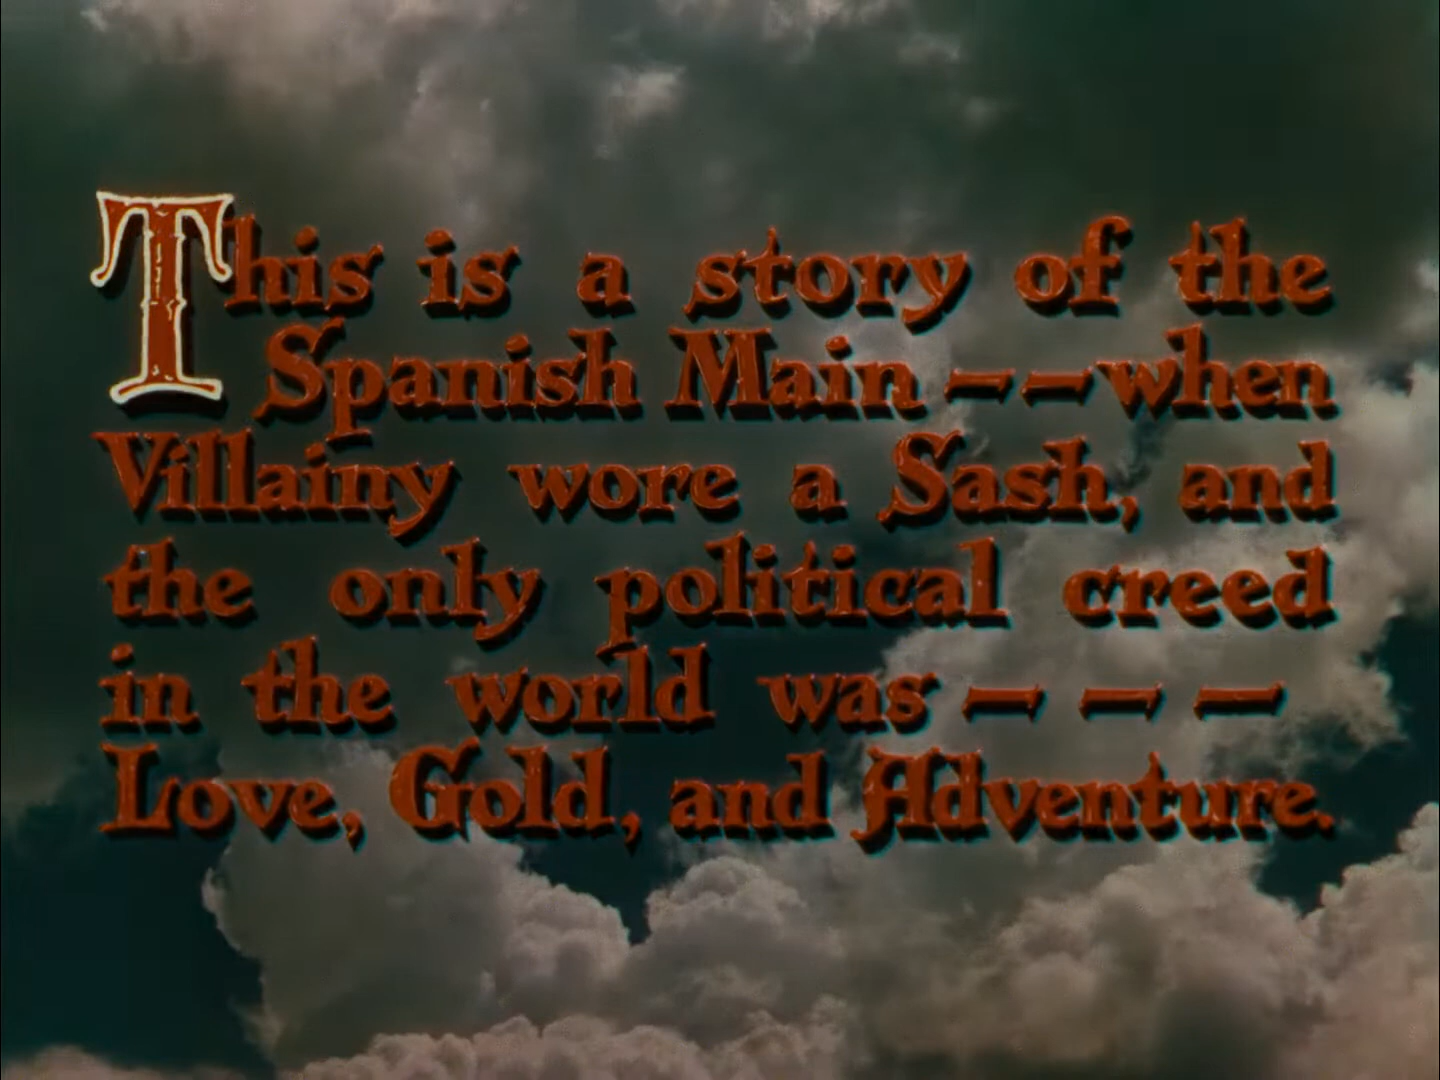 This is a story of the
Spanish Main – – when
Villainy wore a Sash, and
the only political creed
in the world was – – –
Love, Gold, and Adventure.